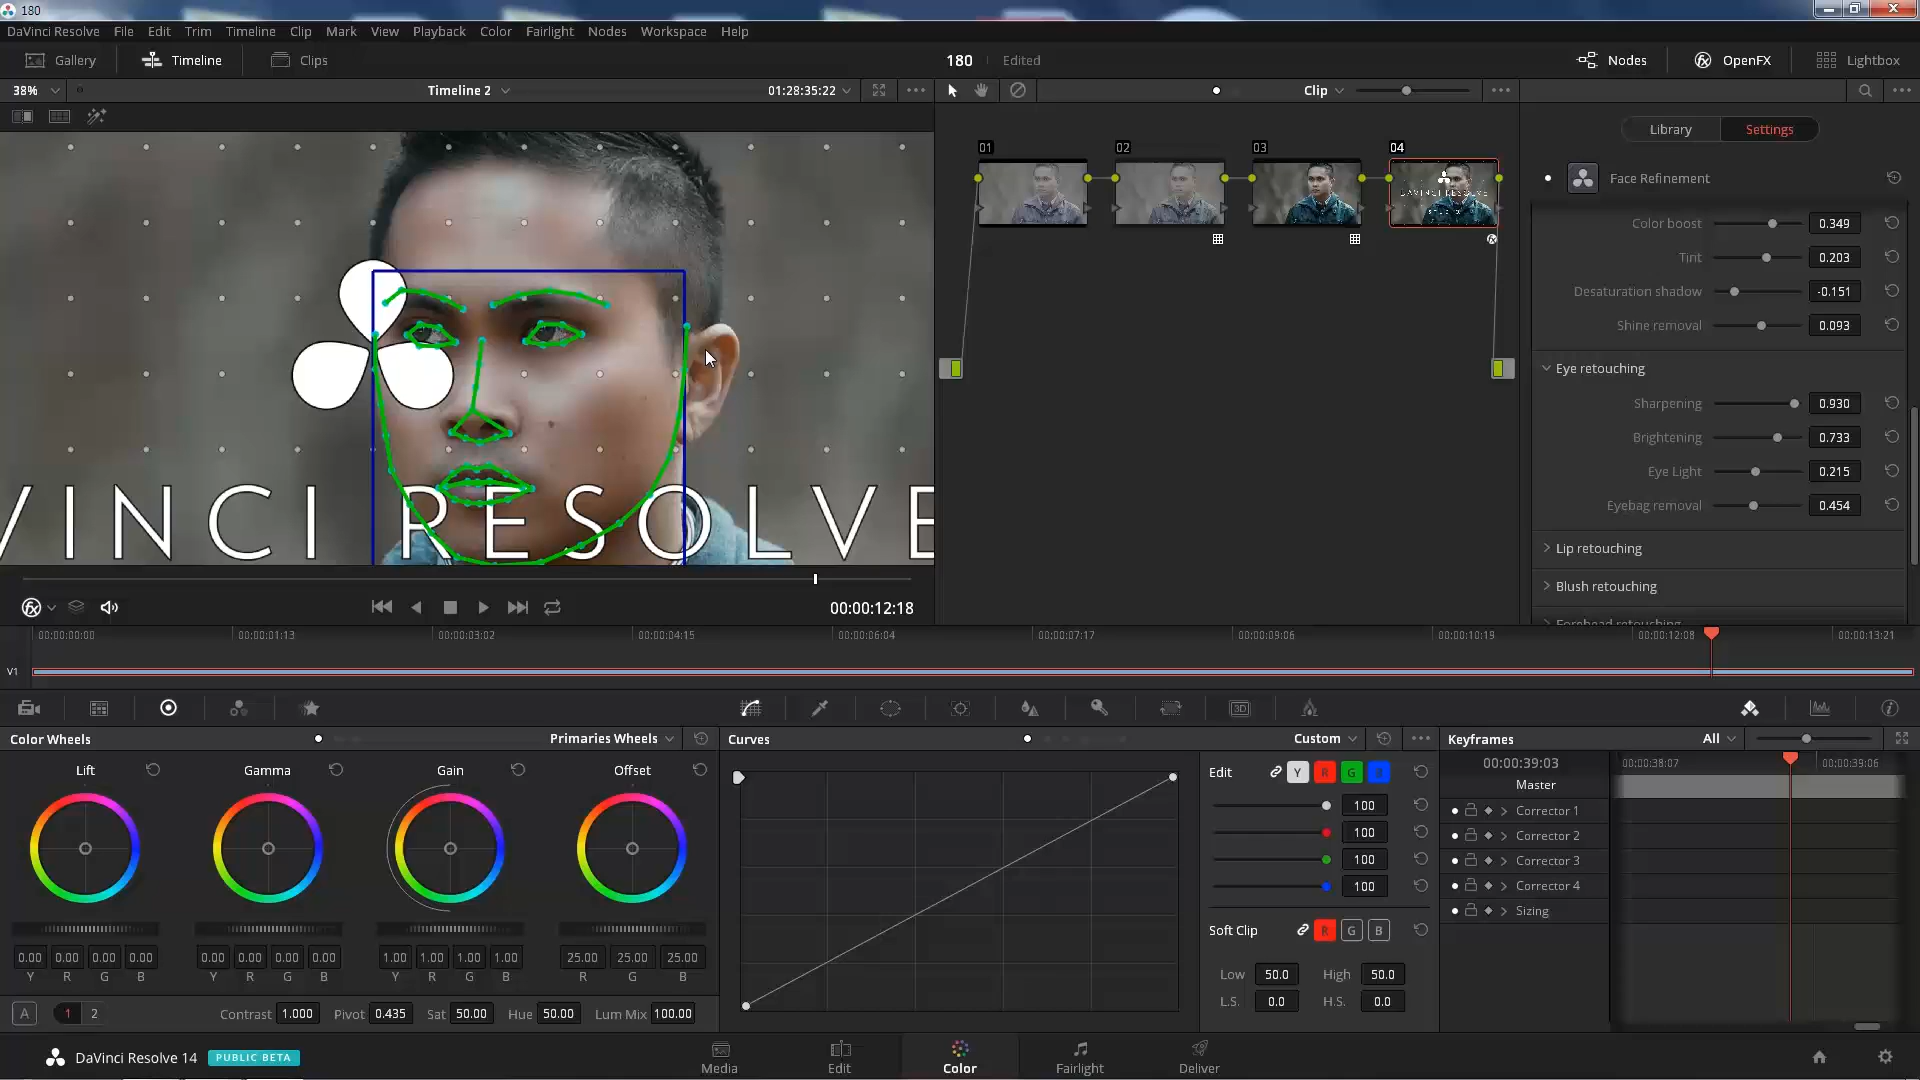 180
DaVinci Resolve File Edit Trim Timeline Clip Mark View Playback Color Fairlight Nodes Workspace Help
Gallery Timeline Clips 180 Edited Nodes OpenFX Lightbox
38% Timeline 2 01:28:35:22 Clip
Library Settings
01 02 03 04
Face Refinement
Color boost 0.349
Tint 0.203
Desaturation shadow -0.151
Shine removal 0.093
Eye retouching
Sharpening 0.930
Brightening 0.733
Eye Light 0.215
Eyebag removal 0.454
Lip retouching
Blush retouching
Forehead retouching
VINCI RESOLVE
DAVINCI RESOLVE
00:00:12:18
00:00:00:00 00:00:01:13 00:00:03:02 00:00:04:15 00:00:06:04 00:00:07:17 00:00:09:06 00:00:10:19 00:00:12:08 00:00:13:21
V1
3D
Color Wheels Primaries Wheels
Lift Gamma Gain Offset
0.00 0.00 0.00 0.00 0.00 0.00 0.00 0.00 1.00 1.00 1.00 1.00 25.00 25.00 25.00
Y R G B Y R G B Y R G B R G B
A 1 2 Contrast 1.000 Pivot 0.435 Sat 50.00 Hue 50.00 Lum Mix 100.00
Curves Custom
Edit Y R G B
100
100
100
100
Soft Clip R G B
Low 50.0 High 50.0
L.S. 0.0 H.S. 0.0
Keyframes All
00:00:39:03 00:00:38:07 00:00:39:06
Master
Corrector 1
Corrector 2
Corrector 3
Corrector 4
Sizing
DaVinci Resolve 14 PUBLIC BETA
Media Edit Color Fairlight Deliver